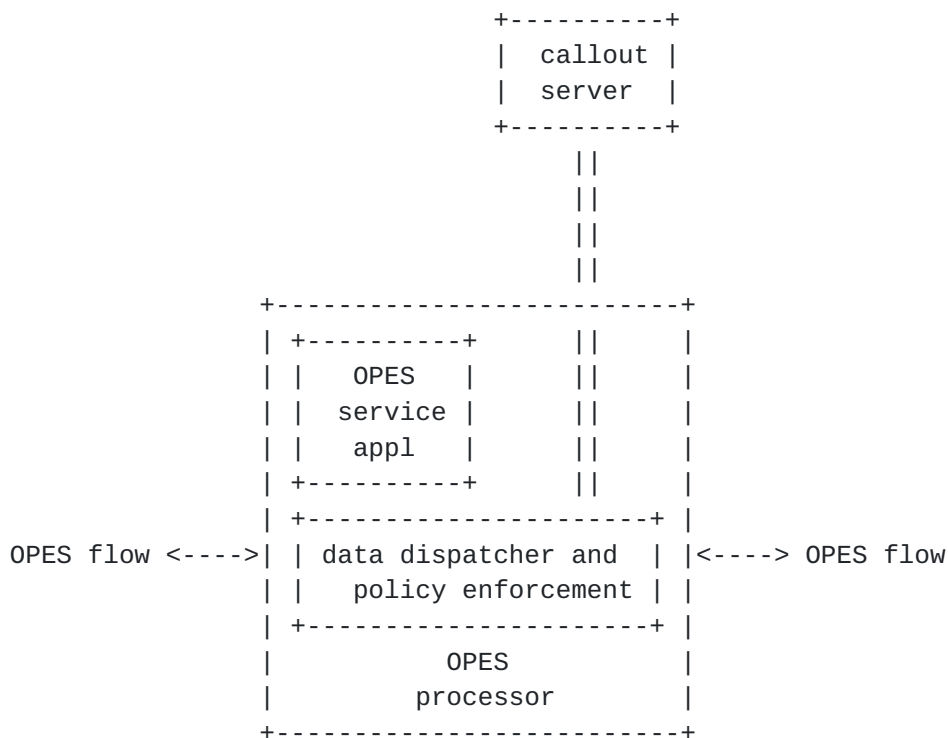 callout
server
OPES
service
appl
OPES flow <----> data dispatcher and <----> OPES flow
policy enforcement
OPES
processor